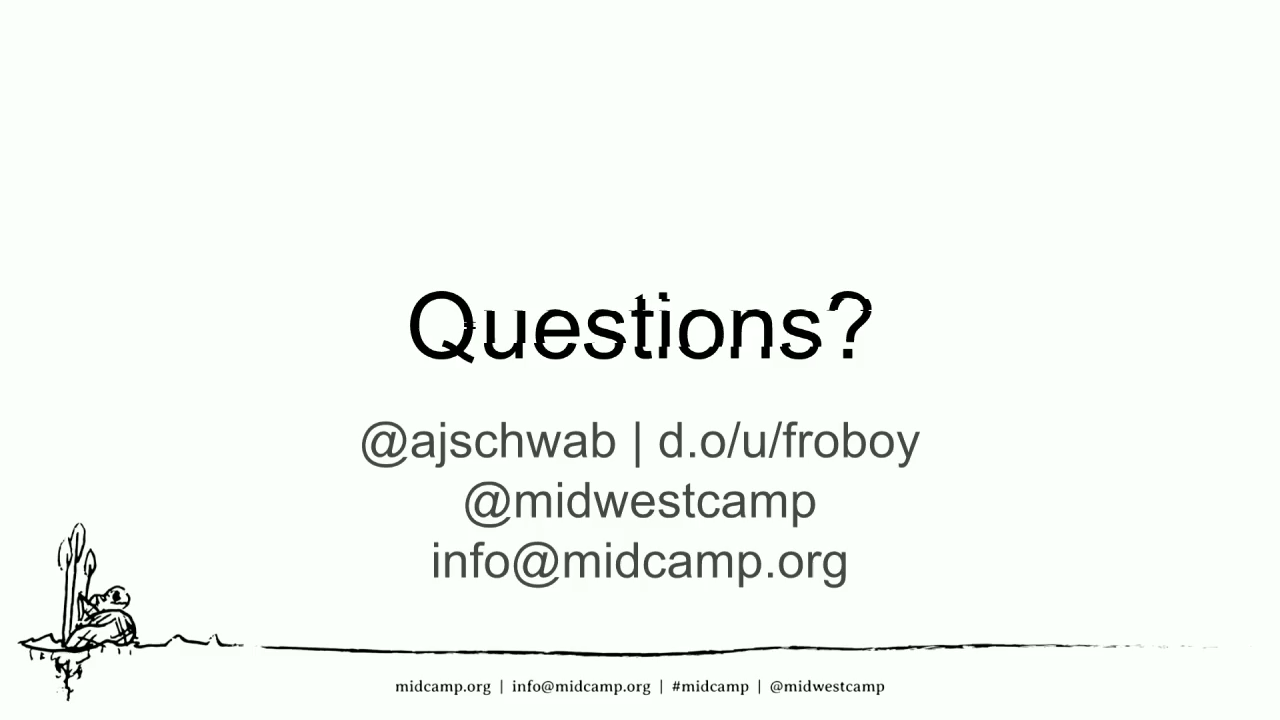 Questions?
@ajschwab | d.o/u/froboy
@midwestcamp
info@midcamp.org
midcamp.org | info@midcamp.org | #midcamp | @midwestcamp